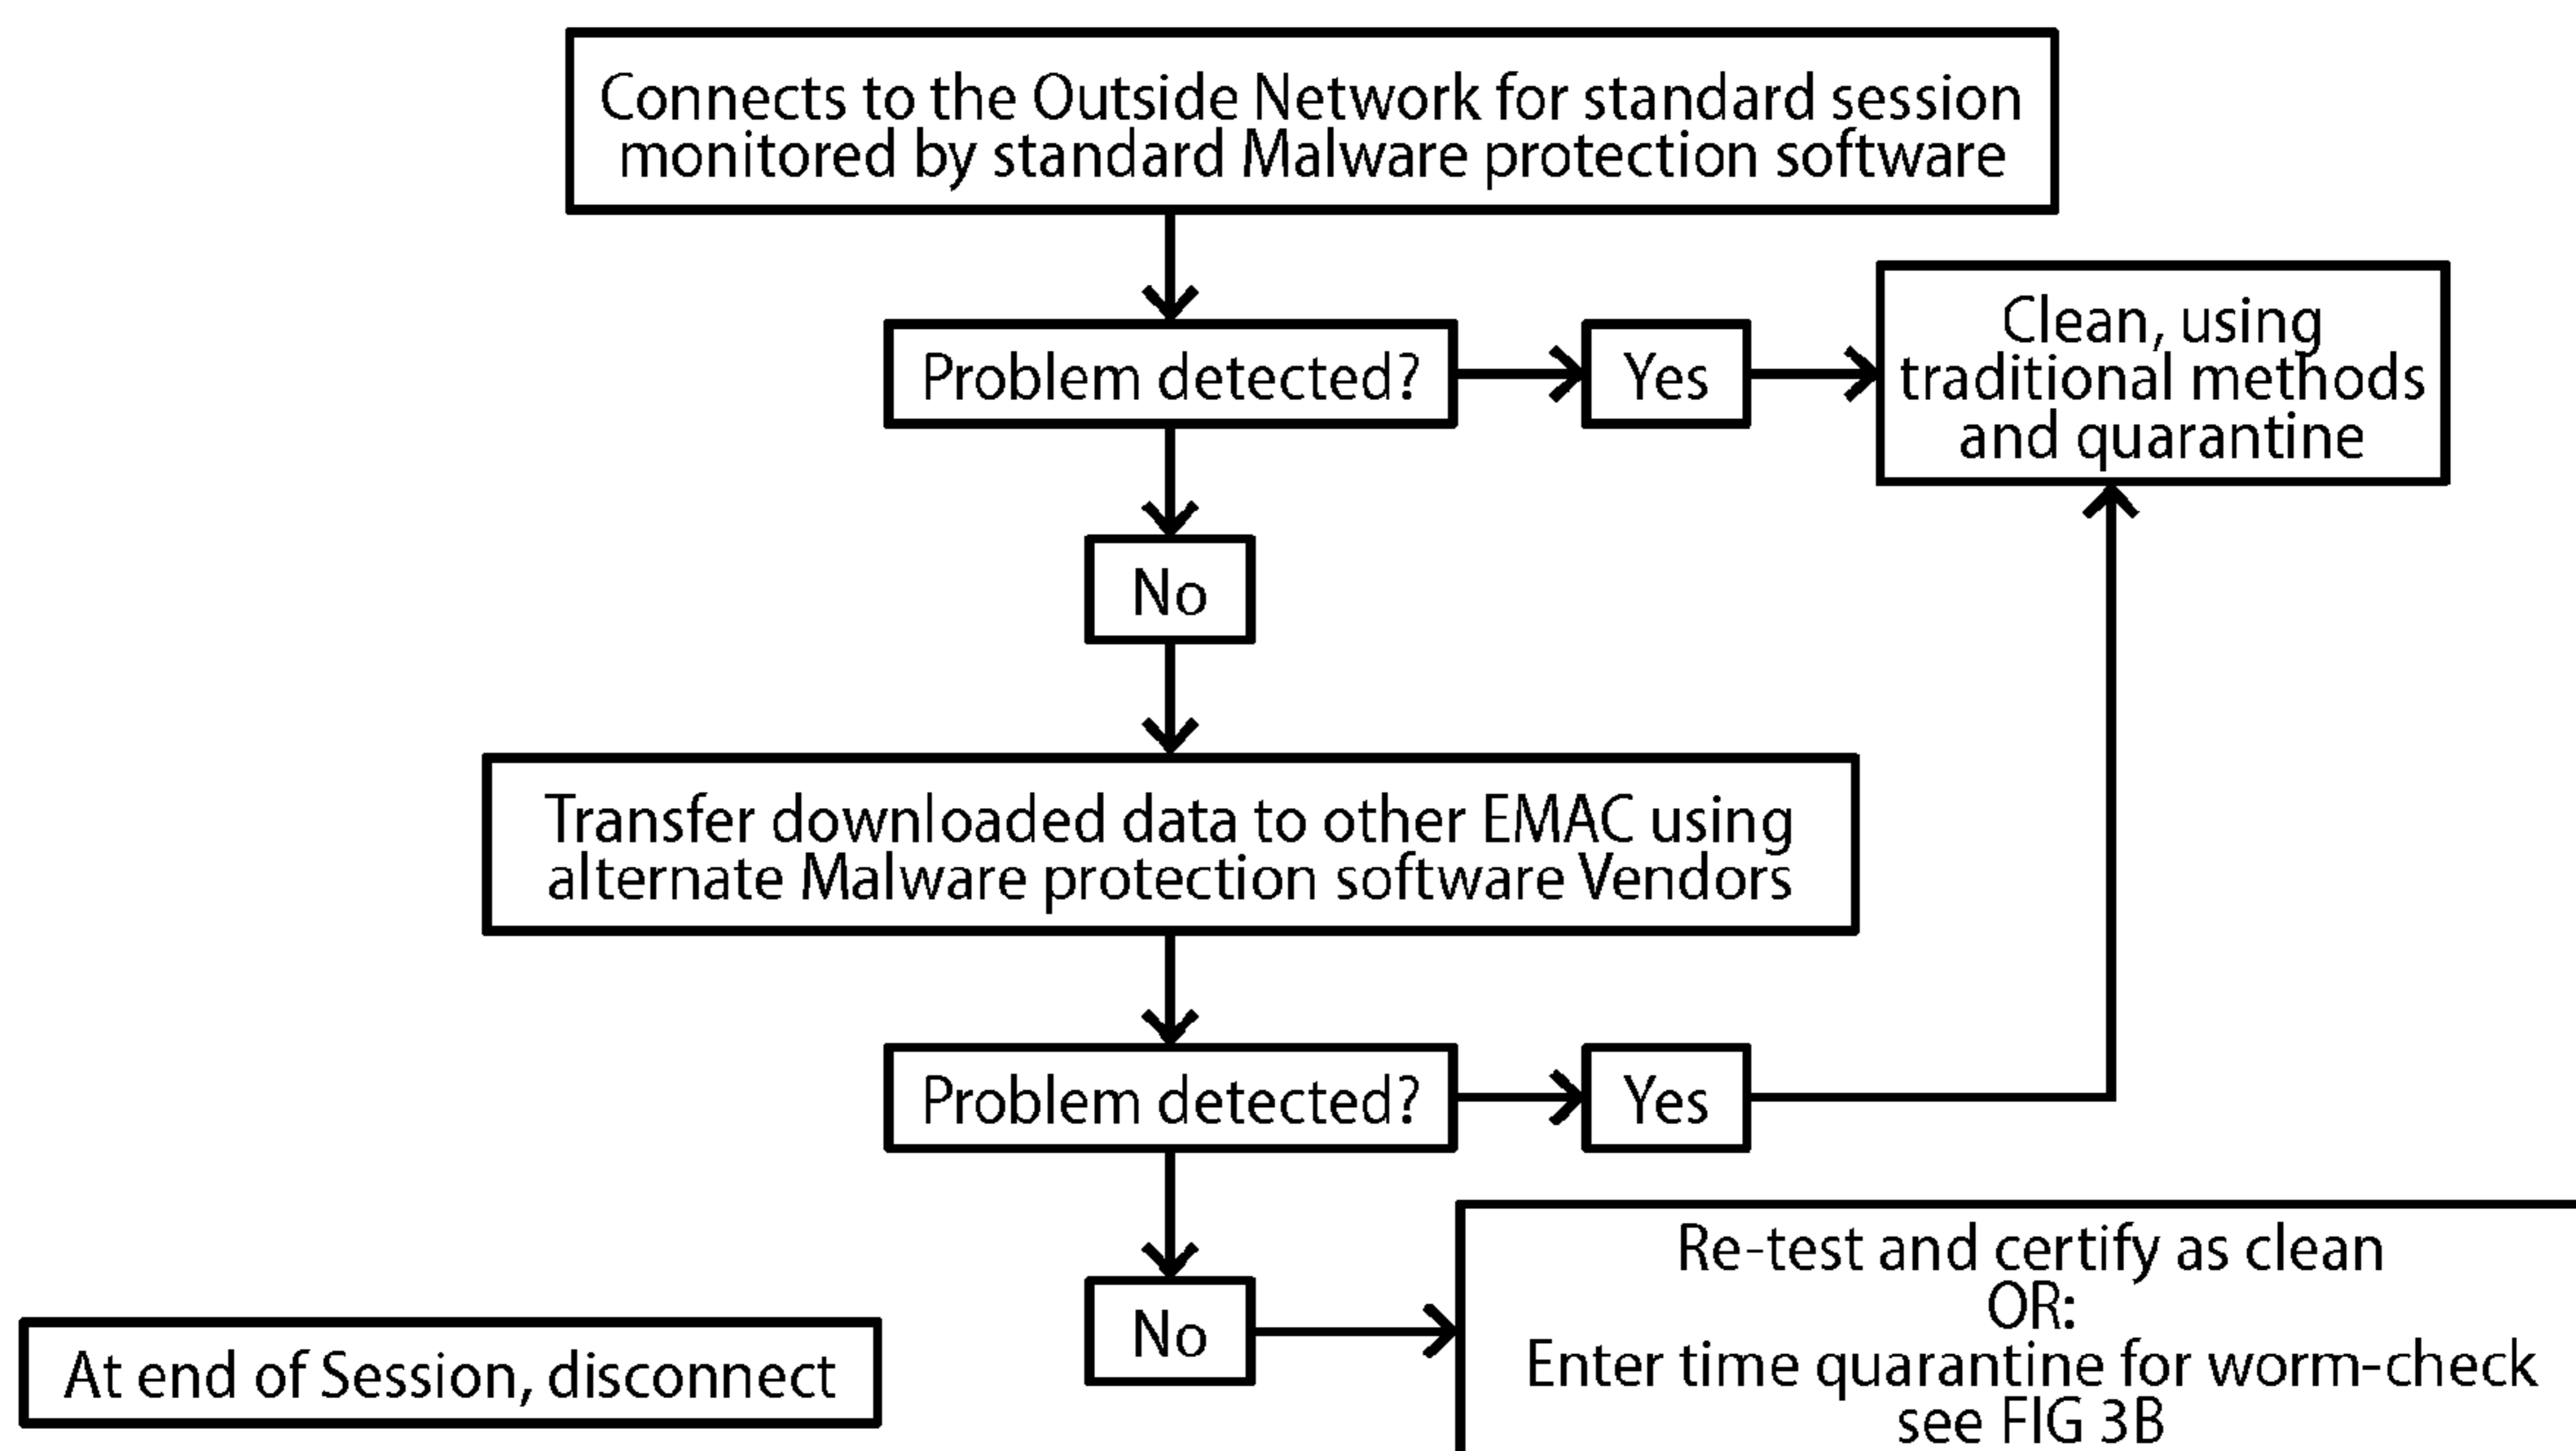 Connects to the Outside Network for standard session
monitored by standard Malware protection software
Problem detected?
Yes
Clean, using
traditional methods
and quarantine
No
Transfer downloaded data to other EMAC using
alternate Malware protection software Vendors
Problem detected?
Yes
No
Re-test and certify as clean
OR:
Enter time quarantine for worm-check
see FIG 3B
At end of Session, disconnect